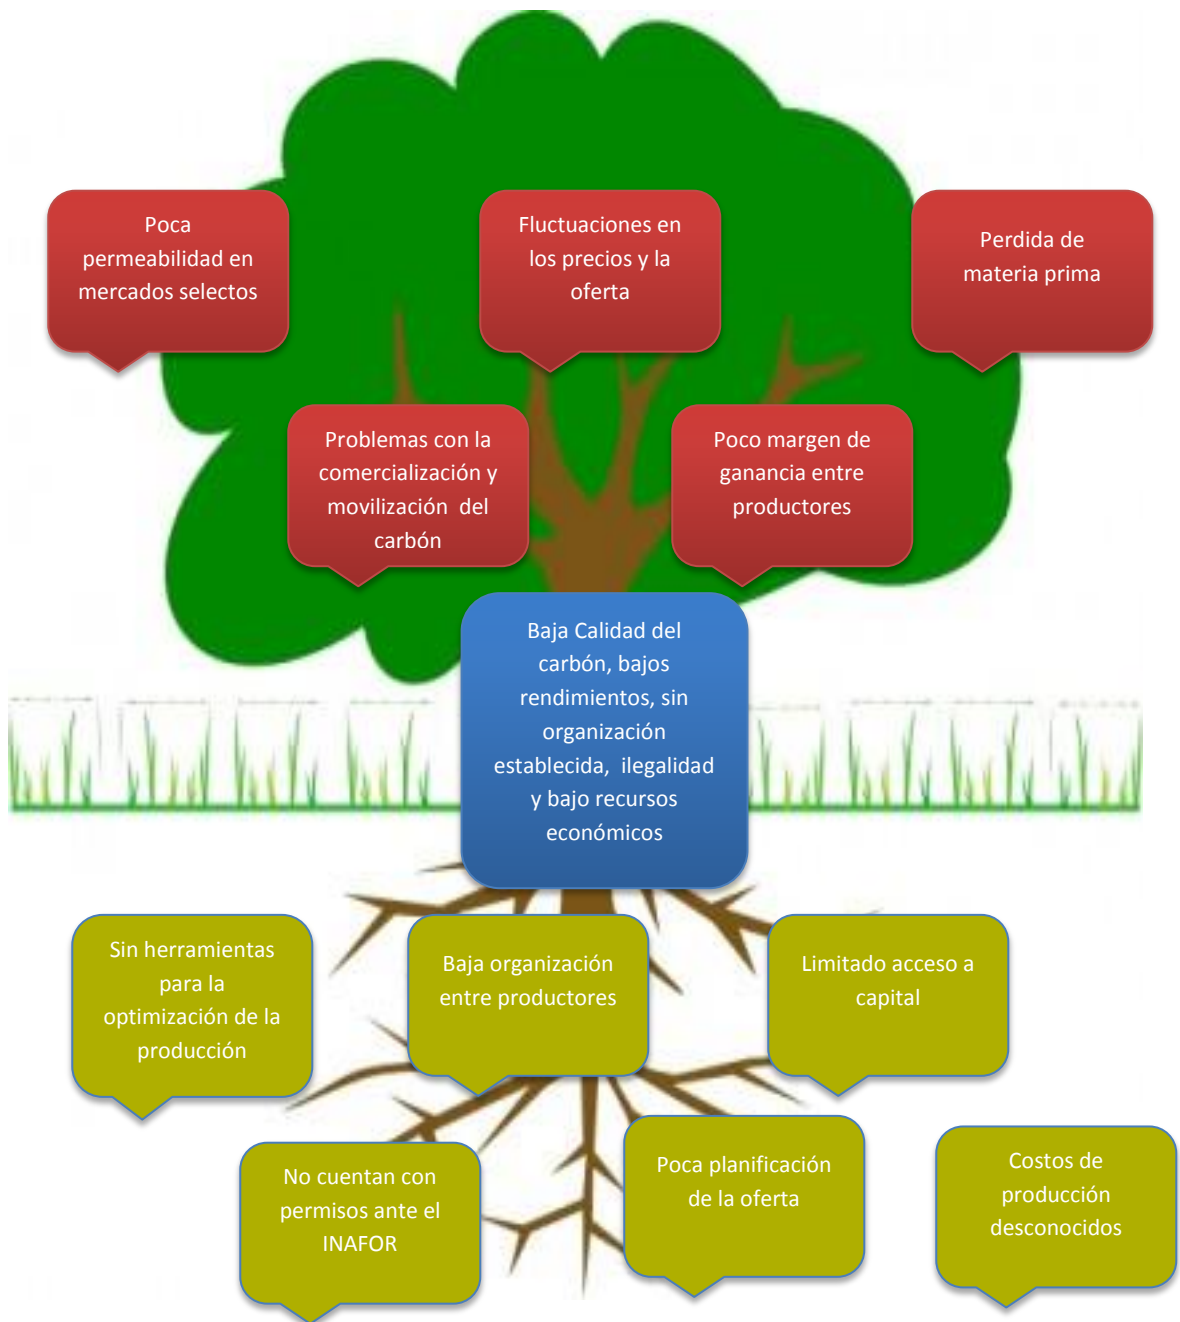 Poca
permeabilidad en
mercados selectos
Fluctuaciones en
los precios y la
oferta
Perdida de
materia prima
Problemas con la
comercialización y
movilización del
carbón
Poco margen de
ganancia entre
productores
Baja Calidad del
carbón, bajos
rendimientos, sin
organización
establecida, ilegalidad
y bajo recursos
económicos
Sin herramientas
para la
optimización de la
producción
Baja organización
entre productores
Limitado acceso a
capital
No cuentan con
permisos ante el
INAFOR
Poca planificación
de la oferta
Costos de
producción
desconocidos